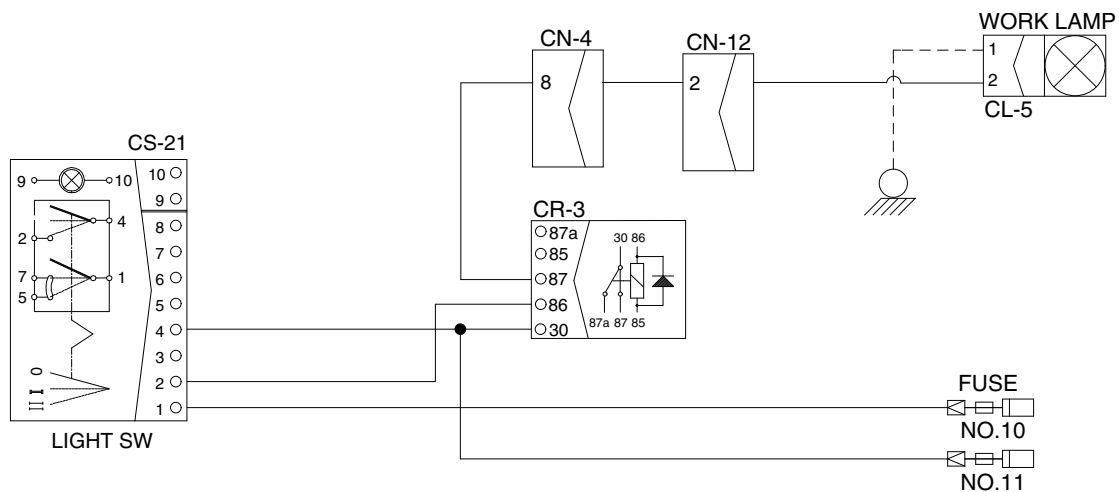 WORK LAMP
CN-4
CN-12
1
8
2
2
CL-5
CS-21
10
9 10
9
CR-3
4
8
87a
30 86
2
7
85
7
1
6
87
5
5
86
87a 87 85
4
30
3
0
I
II
2
FUSE
1
NO.10
LIGHT SW
NO.11